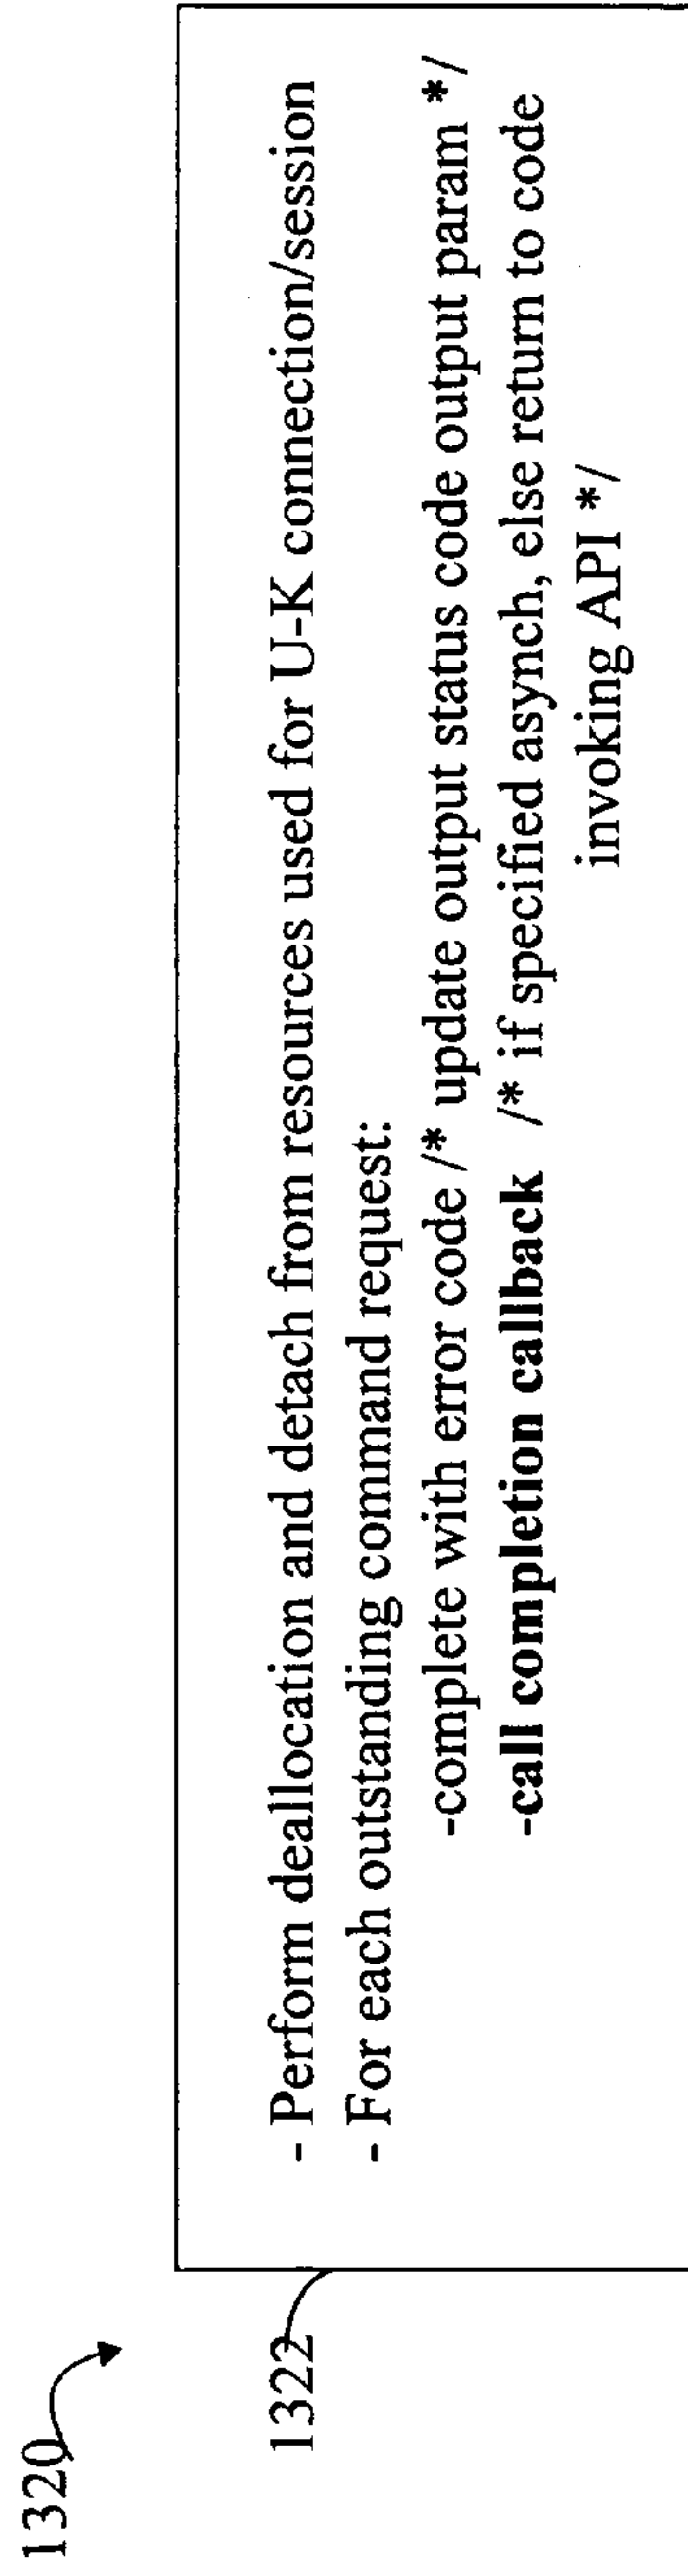 1320
1322
- Perform deallocation and detach from resources used for U-K connection/session
- For each outstanding command request:
-complete with error code /* update output status code output param */
-call completion callback /* if specified asynch, else return to code
invoking API */